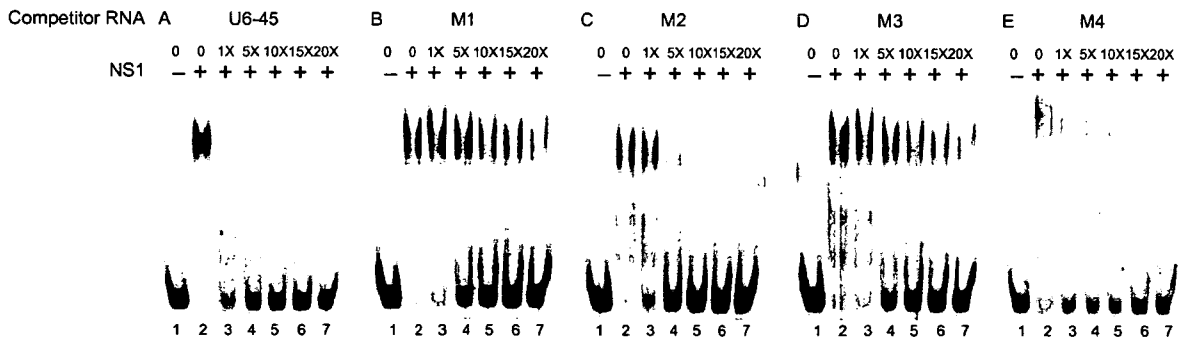 Competitor RNA A U6-45 B M1 C M2 D M3 E M4
0 0 1X 5X 10X15X20X 0 0 1X 5X 10X15X20X 0 0 1X 5X 10X15X20X 0 0 1X 5X 10X15X20X 0 0 1X 5X 10X15X20X
NS1 − + + + + + + − + + + + + + − + + + + + + − + + + + + + − + + + + + +
1 2 3 4 5 6 7 1 2 3 4 5 6 7 1 2 3 4 5 6 7 1 2 3 4 5 6 7 1 2 3 4 5 6 7